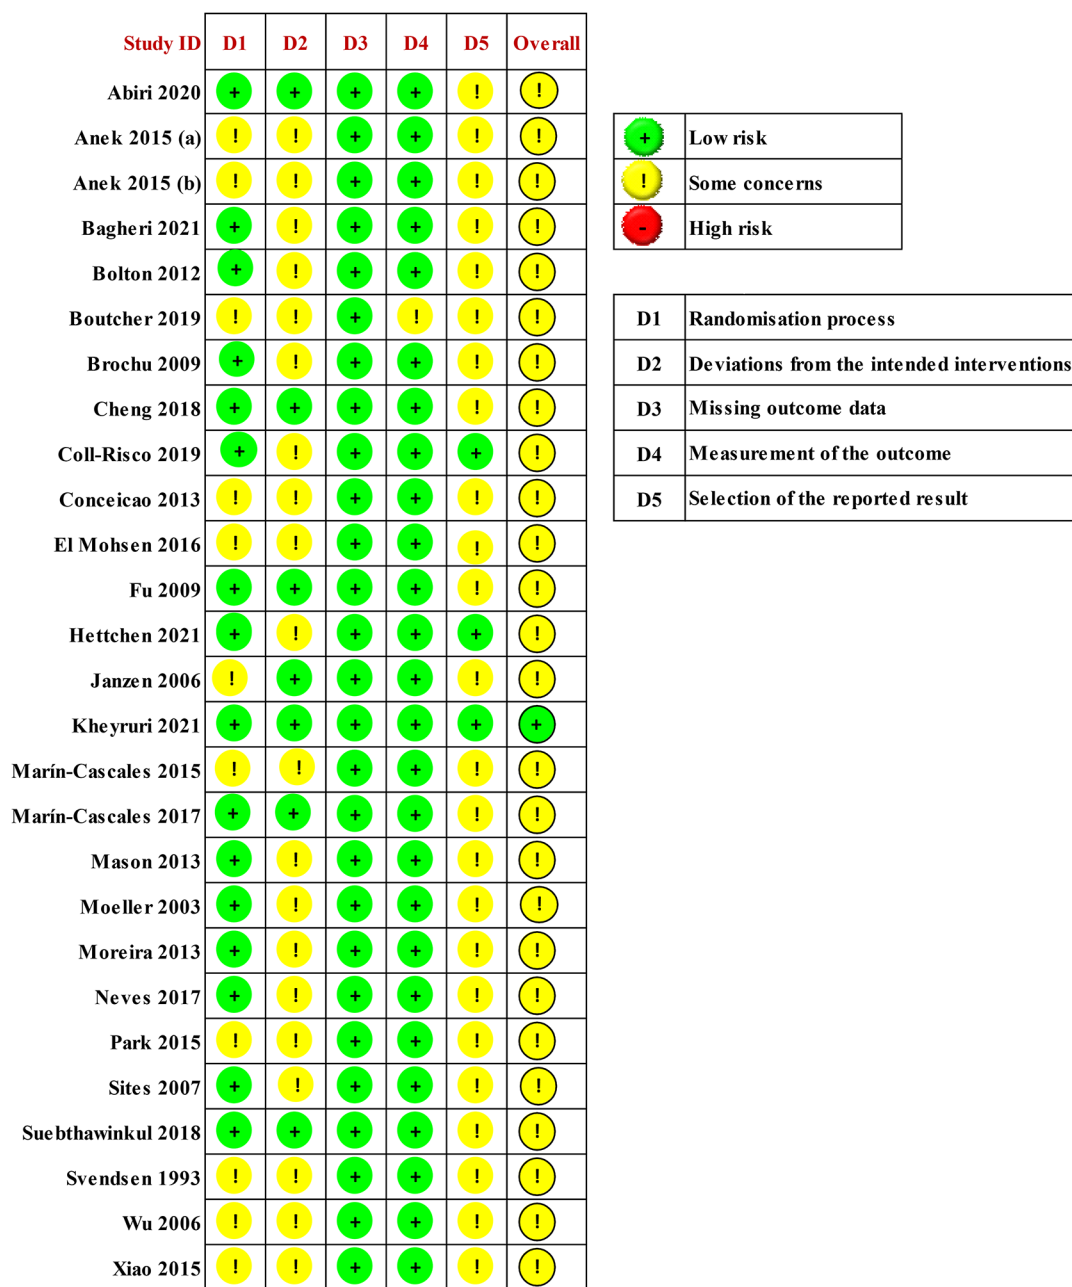 Study ID D1 D2 D3 D4 D5 Overall
Abiri 2020 + + + + ! !
Anek 2015 (a) ! ! + + ! !
Anek 2015 (b) ! ! + + ! !
Bagheri 2021 + ! + + ! !
Bolton 2012 + ! + + ! !
Boutcher 2019 ! ! + ! ! !
Brochu 2009 + ! + + ! !
Cheng 2018 + + + + ! !
Coll-Risco 2019 + ! + + + !
Conceicao 2013 ! ! + + ! !
El Mohsen 2016 ! ! + + ! !
Fu 2009 + + + + ! !
Hettchen 2021 + ! + + + !
Janzen 2006 ! + + + ! !
Kheyruri 2021 + + + + + +
Marín-Cascales 2015 ! ! + + ! !
Marín-Cascales 2017 + + + + ! !
Mason 2013 + ! + + ! !
Moeller 2003 + ! + + ! !
Moreira 2013 + ! + + ! !
Neves 2017 + ! + + ! !
Park 2015 ! ! + + ! !
Sites 2007 + ! + + ! !
Suebthawinkul 2018 + + + + ! !
Svendsen 1993 ! ! + + ! !
Wu 2006 ! ! + + ! !
Xiao 2015 ! ! + + ! !
+ Low risk
! Some concerns
- High risk
D1 Randomisation process
D2 Deviations from the intended interventions
D3 Missing outcome data
D4 Measurement of the outcome
D5 Selection of the reported result